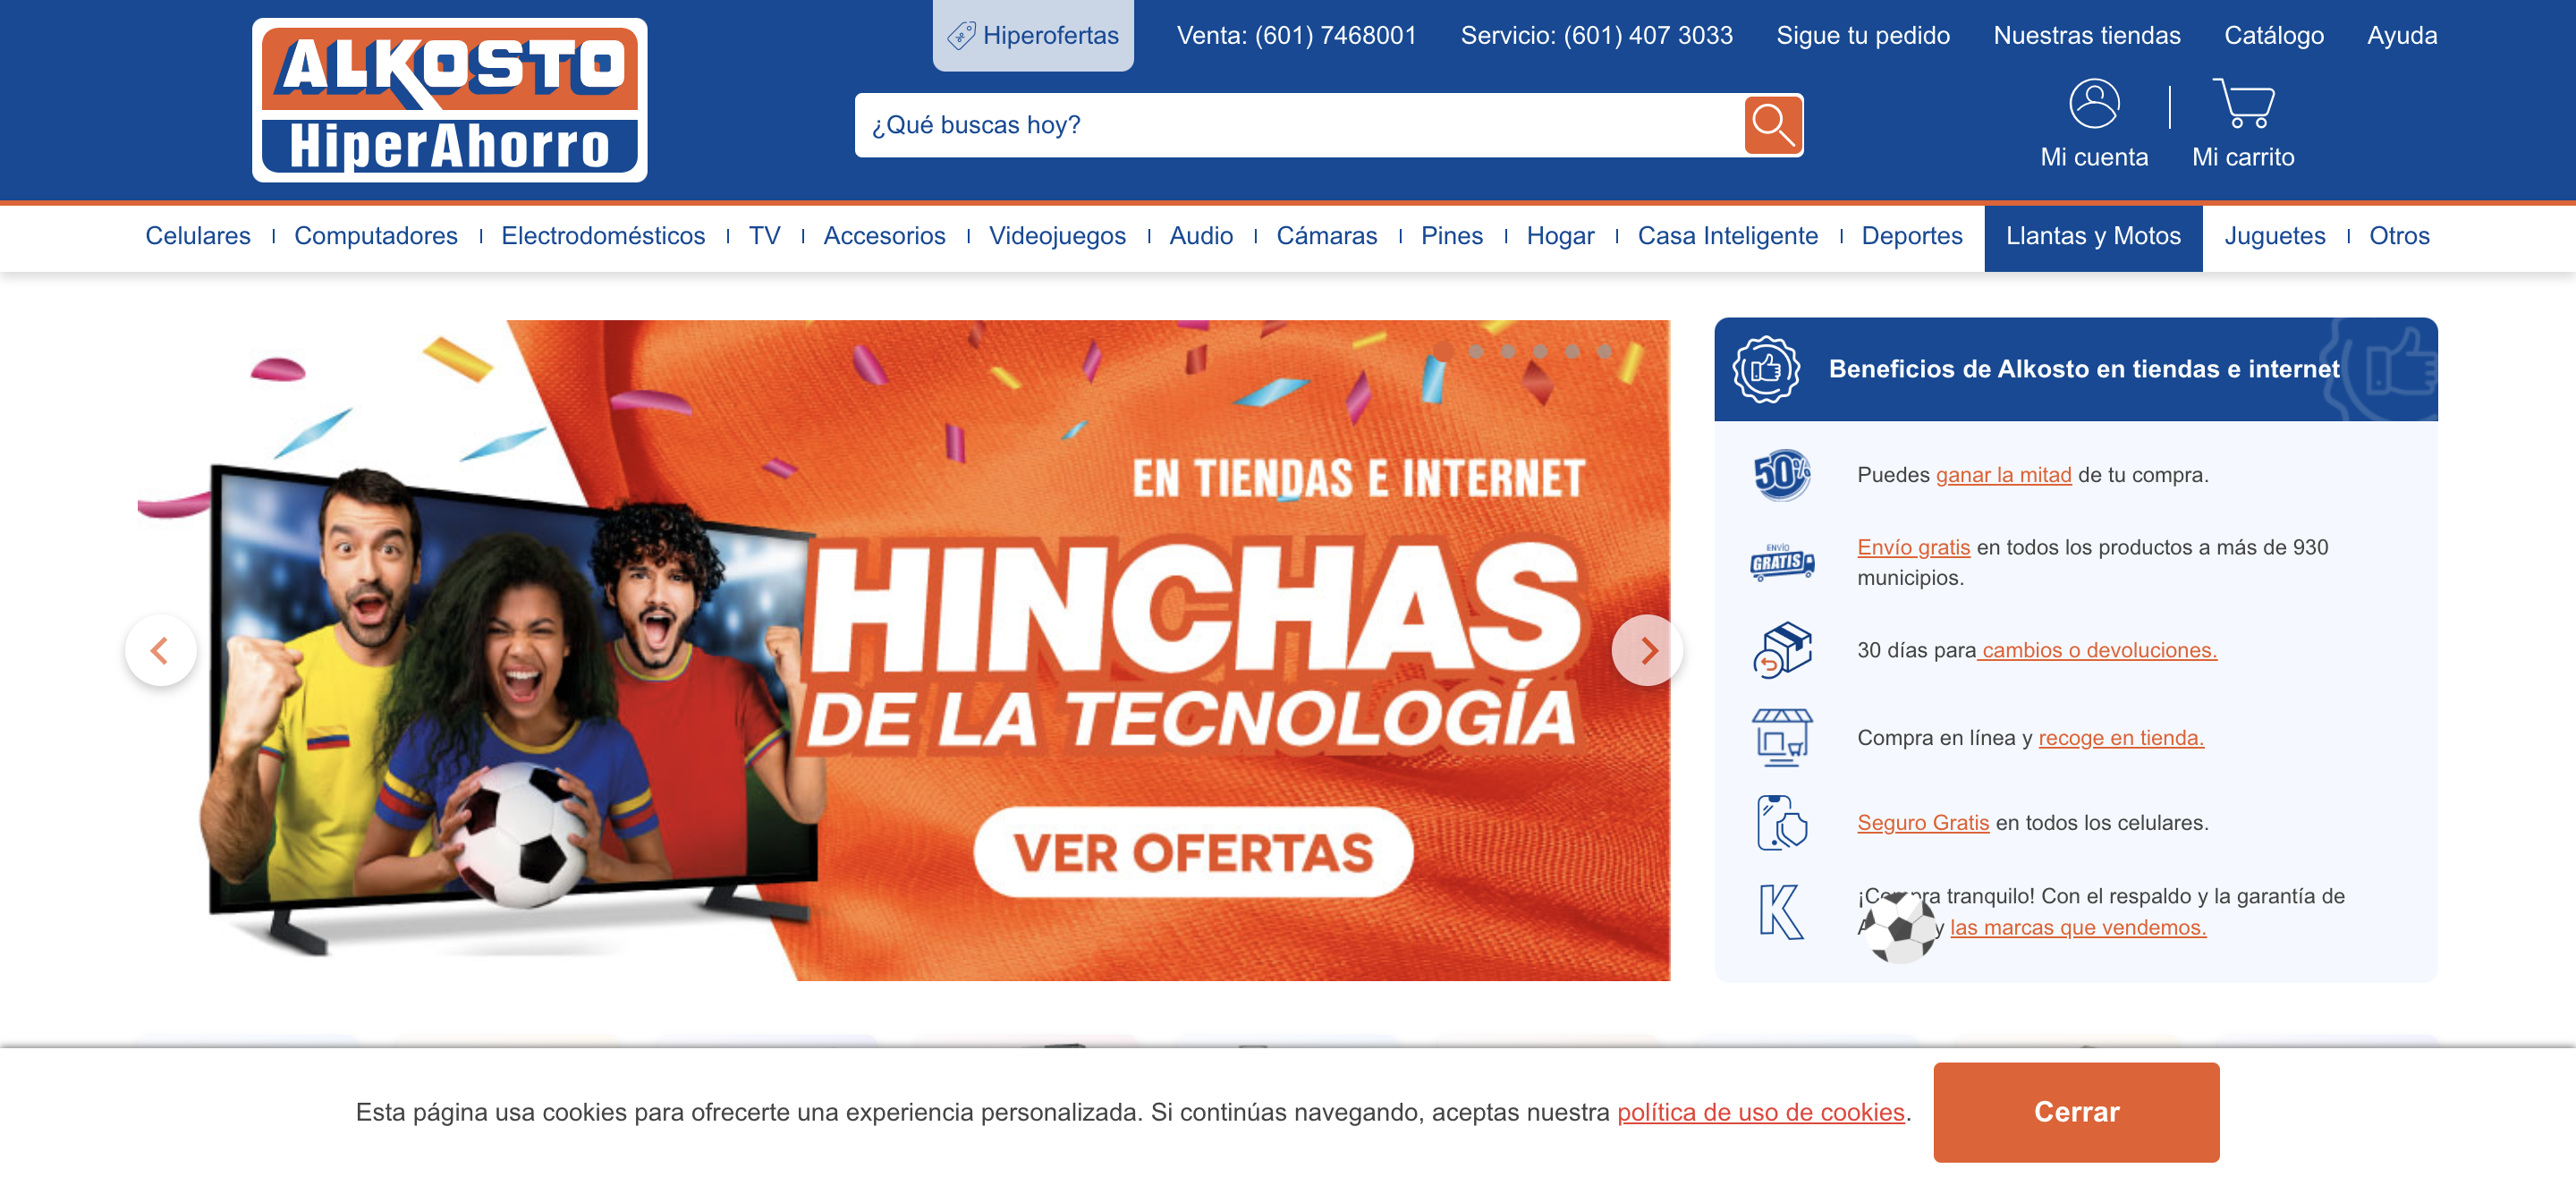 ALKOSTO
HiperAhorro
Hiperofertas
Venta: (601) 7468001
Servicio: (601) 407 3033
Sigue tu pedido
Nuestras tiendas
Catálogo
Ayuda
¿Qué buscas hoy?
Mi cuenta
Mi carrito
Celulares
Computadores
Electrodomésticos
TV
Accesorios
Videojuegos
Audio
Cámaras
Pines
Hogar
Casa Inteligente
Deportes
Llantas y Motos
Juguetes
Otros
EN TIENDAS E INTERNET
HINCHAS
DE LA TECNOLOGÍA
VER OFERTAS
Beneficios de Alkosto en tiendas e internet
50%
Puedes ganar la mitad de tu compra.
ENVÍO
GRATIS
Envío gratis en todos los productos a más de 930
municipios.
30 días para cambios o devoluciones.
Compra en línea y recoge en tienda.
Seguro Gratis en todos los celulares.
K
tranquilo! Con el respaldo y la garantía de
y las marcas que vendemos.
Esta página usa cookies para ofrecerte una experiencia personalizada. Si continúas navegando, aceptas nuestra política de uso de cookies.
Cerrar